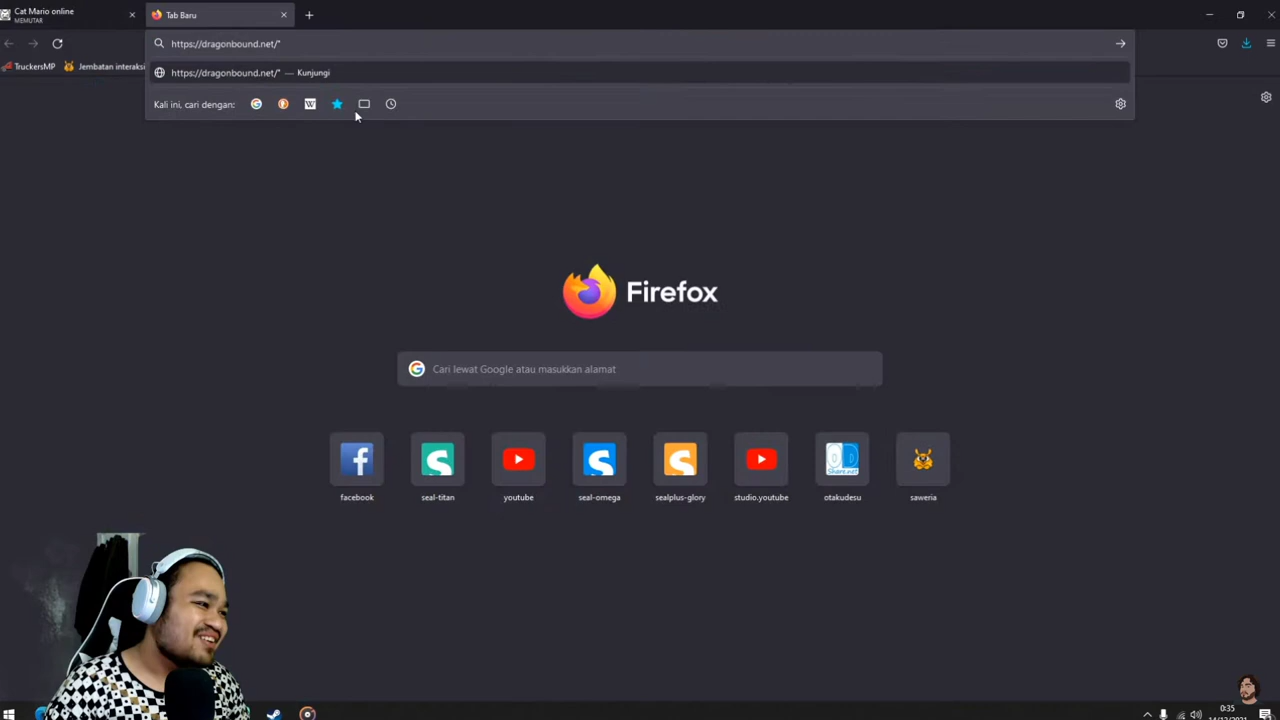 Cat Mario online
MEMUTAR
Tab Baru
https://dragonbound.net/"
TruckersMP
Jembatan interaksi
https://dragonbound.net/" — Kunjungi
Kali ini, cari dengan:
W
Firefox
Cari lewat Google atau masukkan alamat
facebook
seal-titan
youtube
seal-omega
sealplus-glory
studio.youtube
otakudesu
saweria
0:35